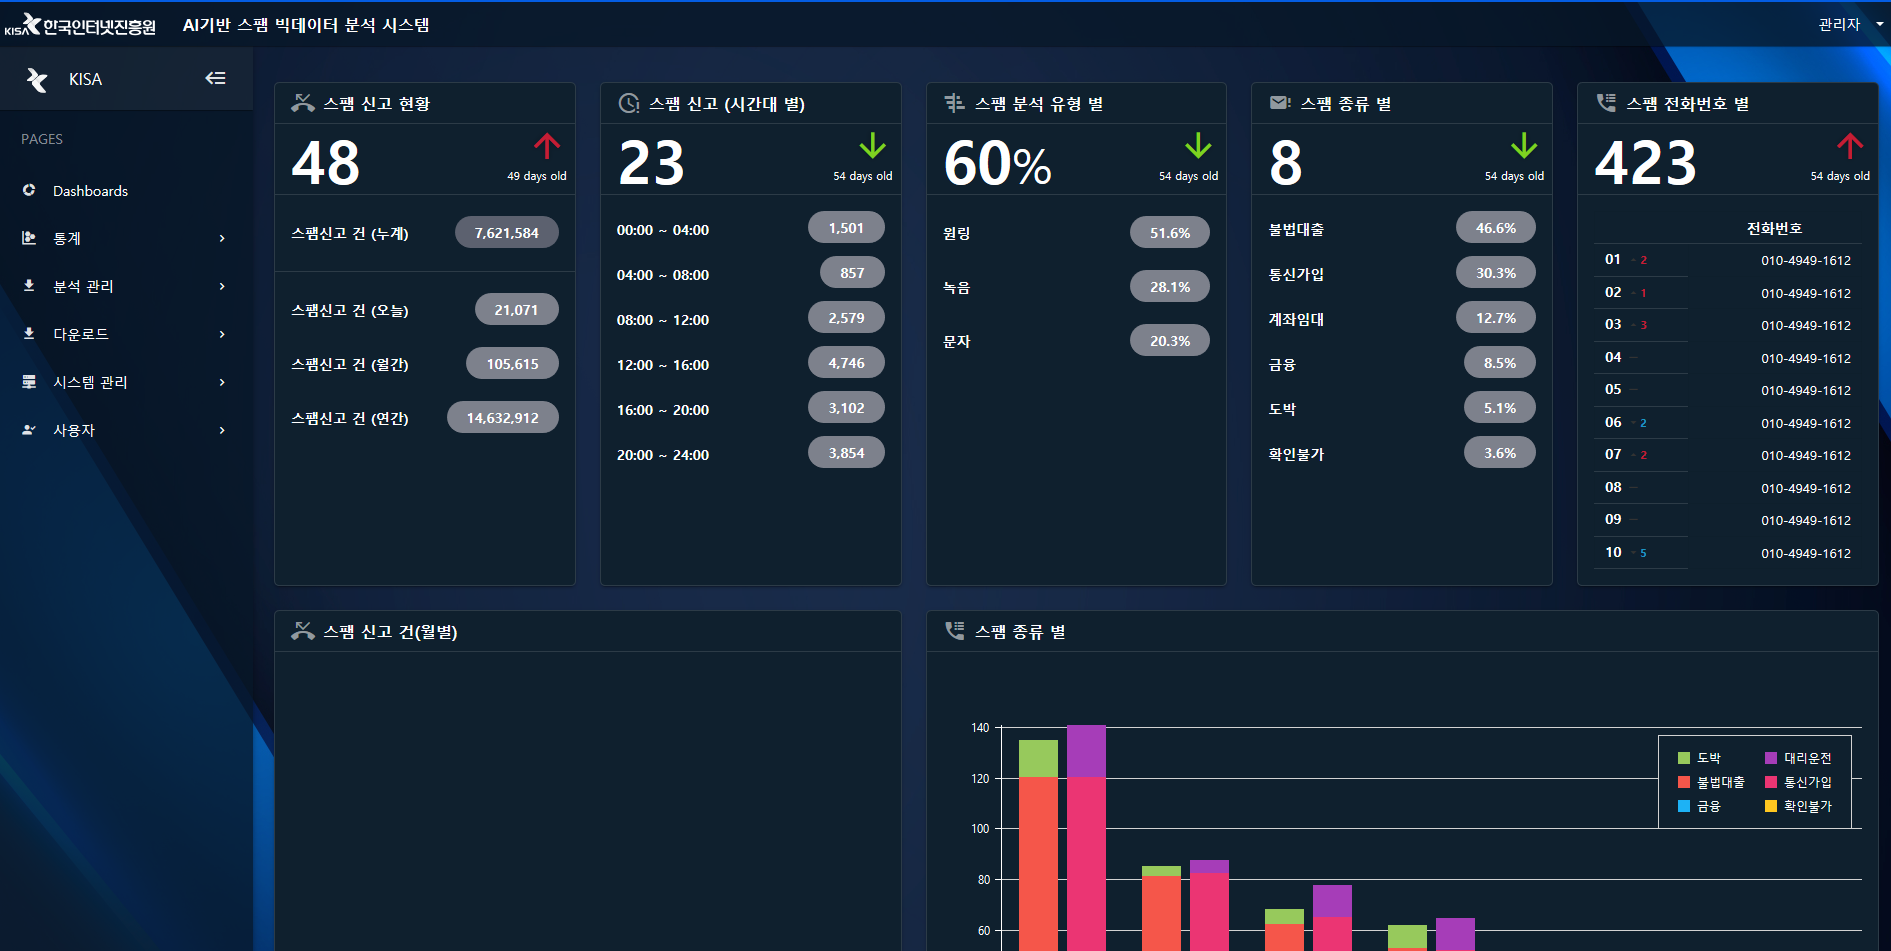 KISA 한국인터넷진흥원 AI기반 스팸 빅데이터 분석 시스템 관리자
KISA
PAGES
Dashboards
통계
분석 관리
다운로드
시스템 관리
사용자
스팸 신고 현황
48
49 days old
스팸신고 건 (누계) 7,621,584
스팸신고 건 (오늘) 21,071
스팸신고 건 (월간) 105,615
스팸신고 건 (연간) 14,632,912
스팸 신고 (시간대 별)
23
54 days old
00:00 ~ 04:00 1,501
04:00 ~ 08:00 857
08:00 ~ 12:00 2,579
12:00 ~ 16:00 4,746
16:00 ~ 20:00 3,102
20:00 ~ 24:00 3,854
스팸 분석 유형 별
60%
54 days old
원링 51.6%
녹음 28.1%
문자 20.3%
스팸 종류 별
8
54 days old
불법대출 46.6%
통신가입 30.3%
계좌임대 12.7%
금융 8.5%
도박 5.1%
확인불가 3.6%
스팸 전화번호 별
423
54 days old
전화번호
01 - 2 010-4949-1612
02 - 1 010-4949-1612
03 - 3 010-4949-1612
04 - 010-4949-1612
05 - 010-4949-1612
06 - 2 010-4949-1612
07 - 2 010-4949-1612
08 - 010-4949-1612
09 - 010-4949-1612
10 - 5 010-4949-1612
스팸 신고 건(월별)
스팸 종류 별
140
120
100
80
60
도박 대리운전
불법대출 통신가입
금융 확인불가